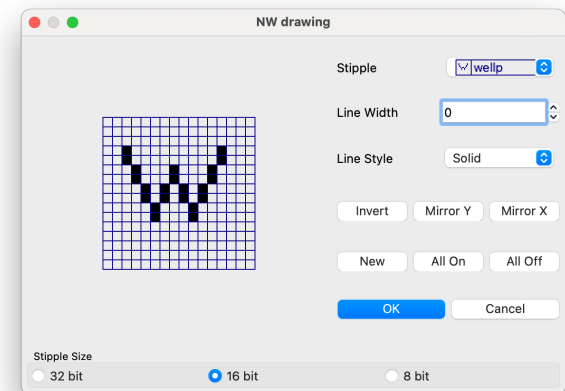 NW drawing
Stipple
wellp
Line Width
0
Line Style
Solid
Invert
Mirror Y
Mirror X
New
All On
All Off
OK
Cancel
Stipple Size
32 bit
16 bit
8 bit